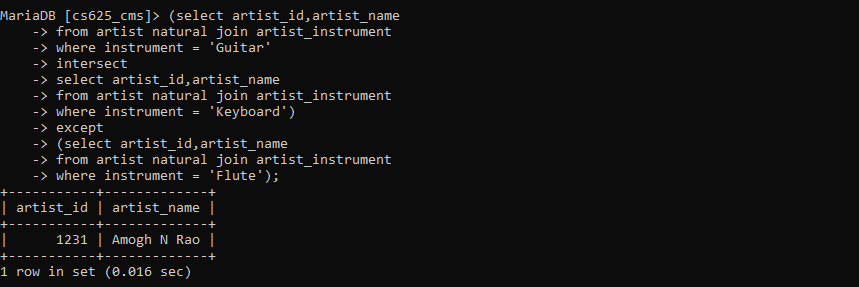 MariaDB [cs625_cms]> (select artist_id,artist_name
    -> from artist natural join artist_instrument
    -> where instrument = 'Guitar'
    -> intersect
    -> select artist_id,artist_name
    -> from artist natural join artist_instrument
    -> where instrument = 'Keyboard')
    -> except
    -> (select artist_id,artist_name
    -> from artist natural join artist_instrument
    -> where instrument = 'Flute');
+-----------+-------------+
| artist_id | artist_name |
+-----------+-------------+
|      1231 | Amogh N Rao |
+-----------+-------------+
1 row in set (0.016 sec)